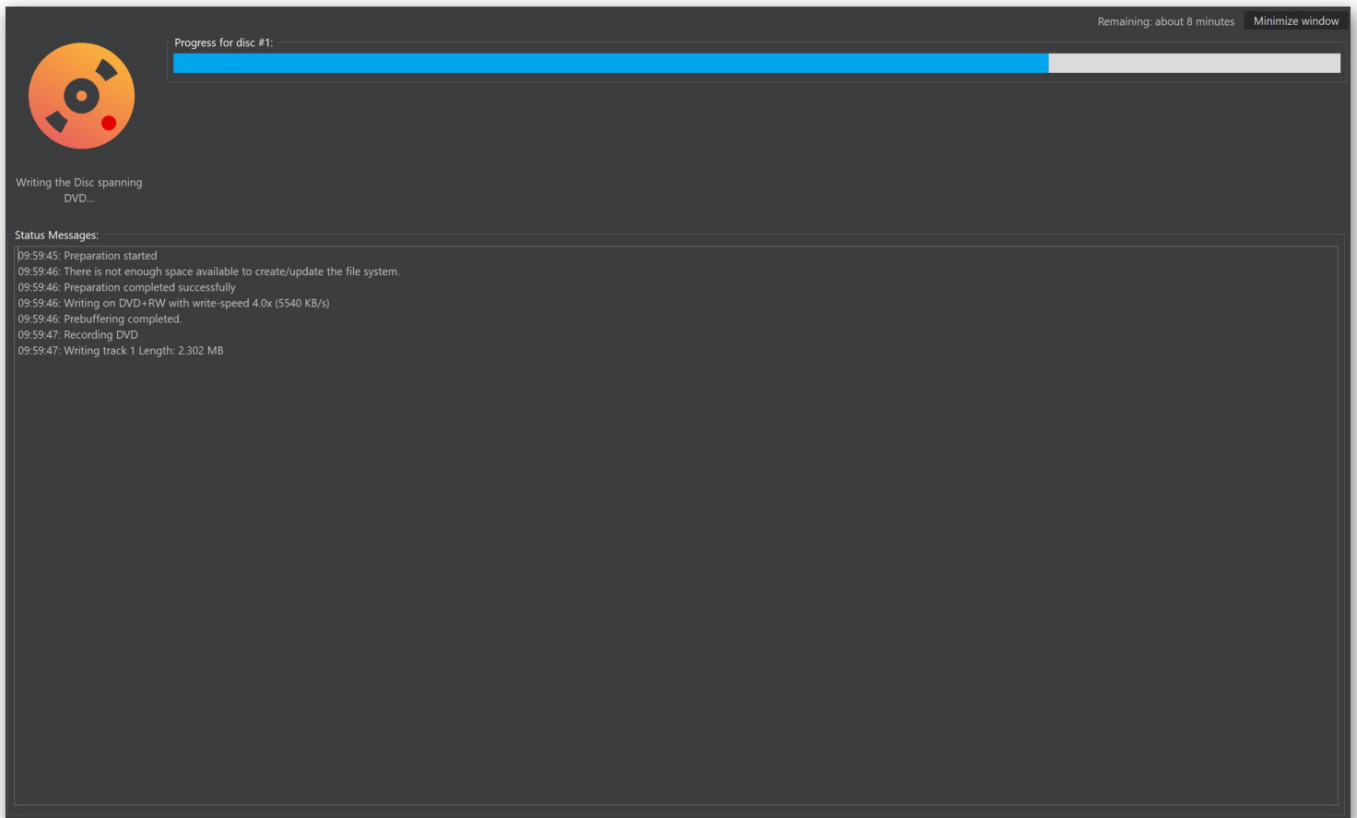 Remaining: about 8 minutes Minimize window
Progress for disc #1:
Writing the Disc spanning
DVD...
Status Messages:
09:59:45: Preparation started
09:59:46: There is not enough space available to create/update the file system.
09:59:46: Preparation completed successfully
09:59:46: Writing on DVD+RW with write-speed 4.0x (5540 KB/s)
09:59:46: Prebuffering completed.
09:59:47: Recording DVD
09:59:47: Writing track 1 Length: 2.302 MB